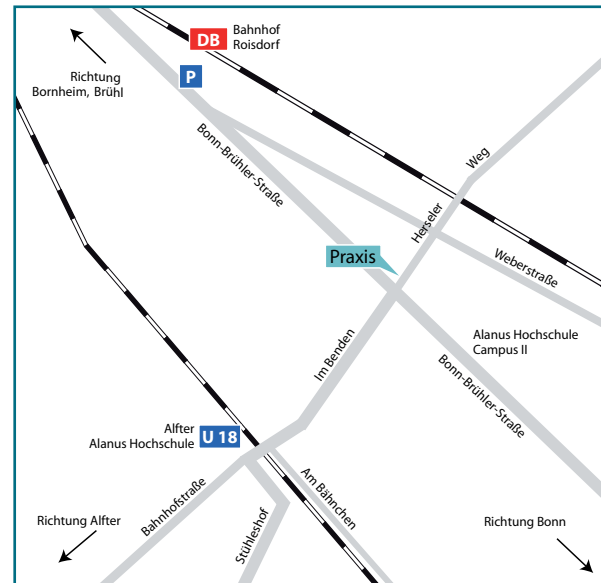 DB
Bahnhof
Roisdorf
Richtung
Bornheim, Brühl
P
Bonn-Brühler-Straße
Weg
Herseler
Weberstraße
Praxis
Alanus Hochschule
Campus II
Im Benden
Bonn-Brühler-Straße
Alfter
Alanus Hochschule
U 18
Bahnhofstraße
Am Bähnchen
Stühleshof
Richtung Alfter
Richtung Bonn